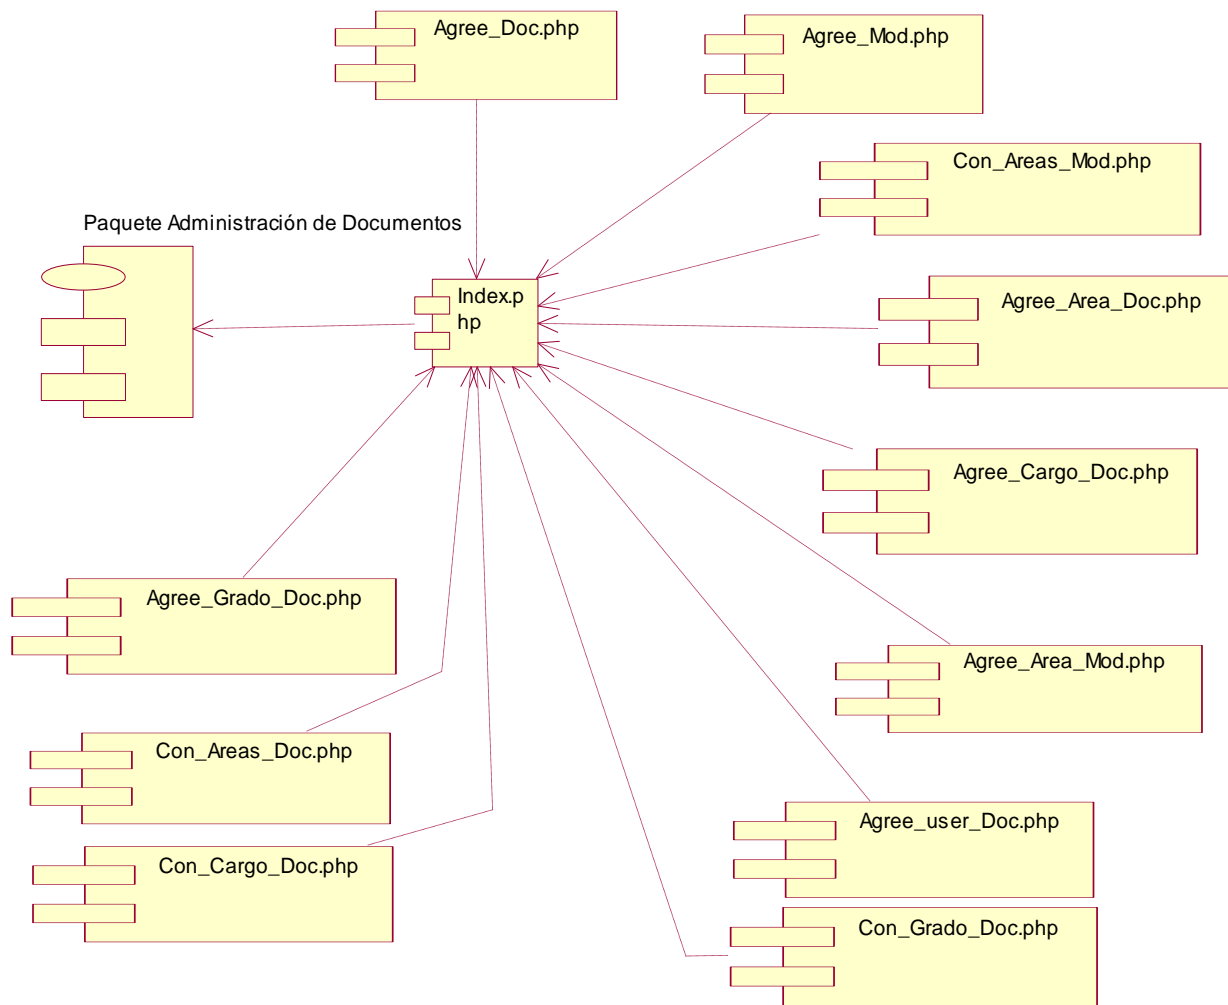 Agree_Doc.php
Agree_Mod.php
Con_Areas_Mod.php
Paquete Administración de Documentos
Agree_Area_Doc.php
Index.p
hp
Agree_Cargo_Doc.php
Agree_Grado_Doc.php
Agree_Area_Mod.php
Con_Areas_Doc.php
Agree_user_Doc.php
Con_Cargo_Doc.php
Con_Grado_Doc.php